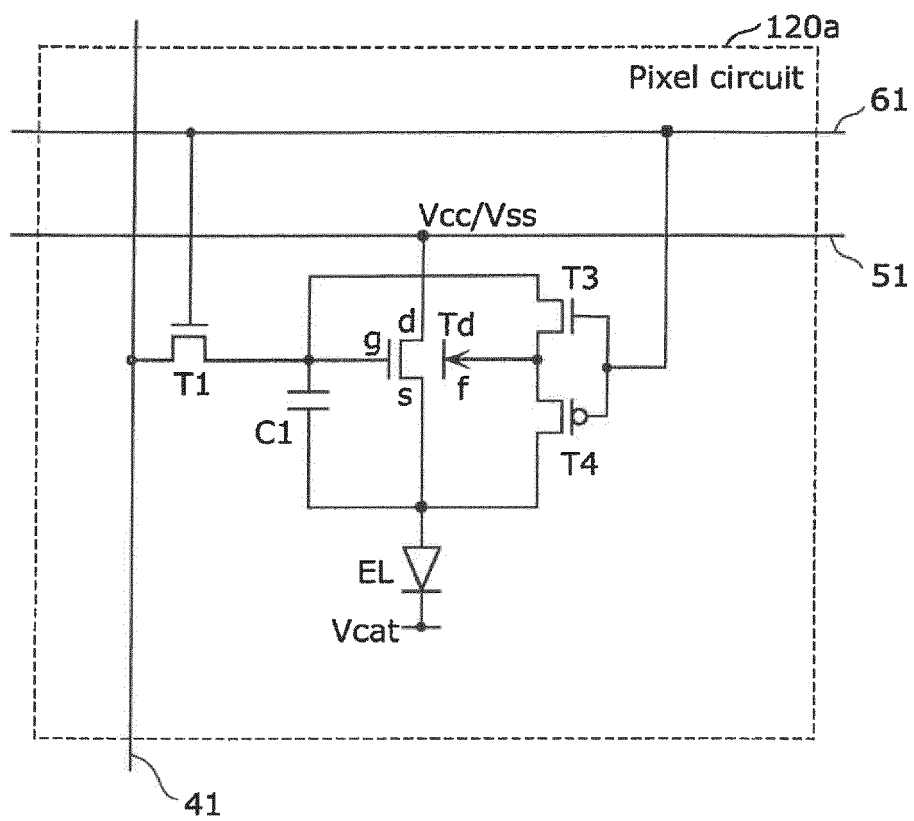 120a
Pixel circuit
61
Vcc/Vss
51
T3
d
Td
g
T1
s
f
C1
T4
EL
Vcat
41